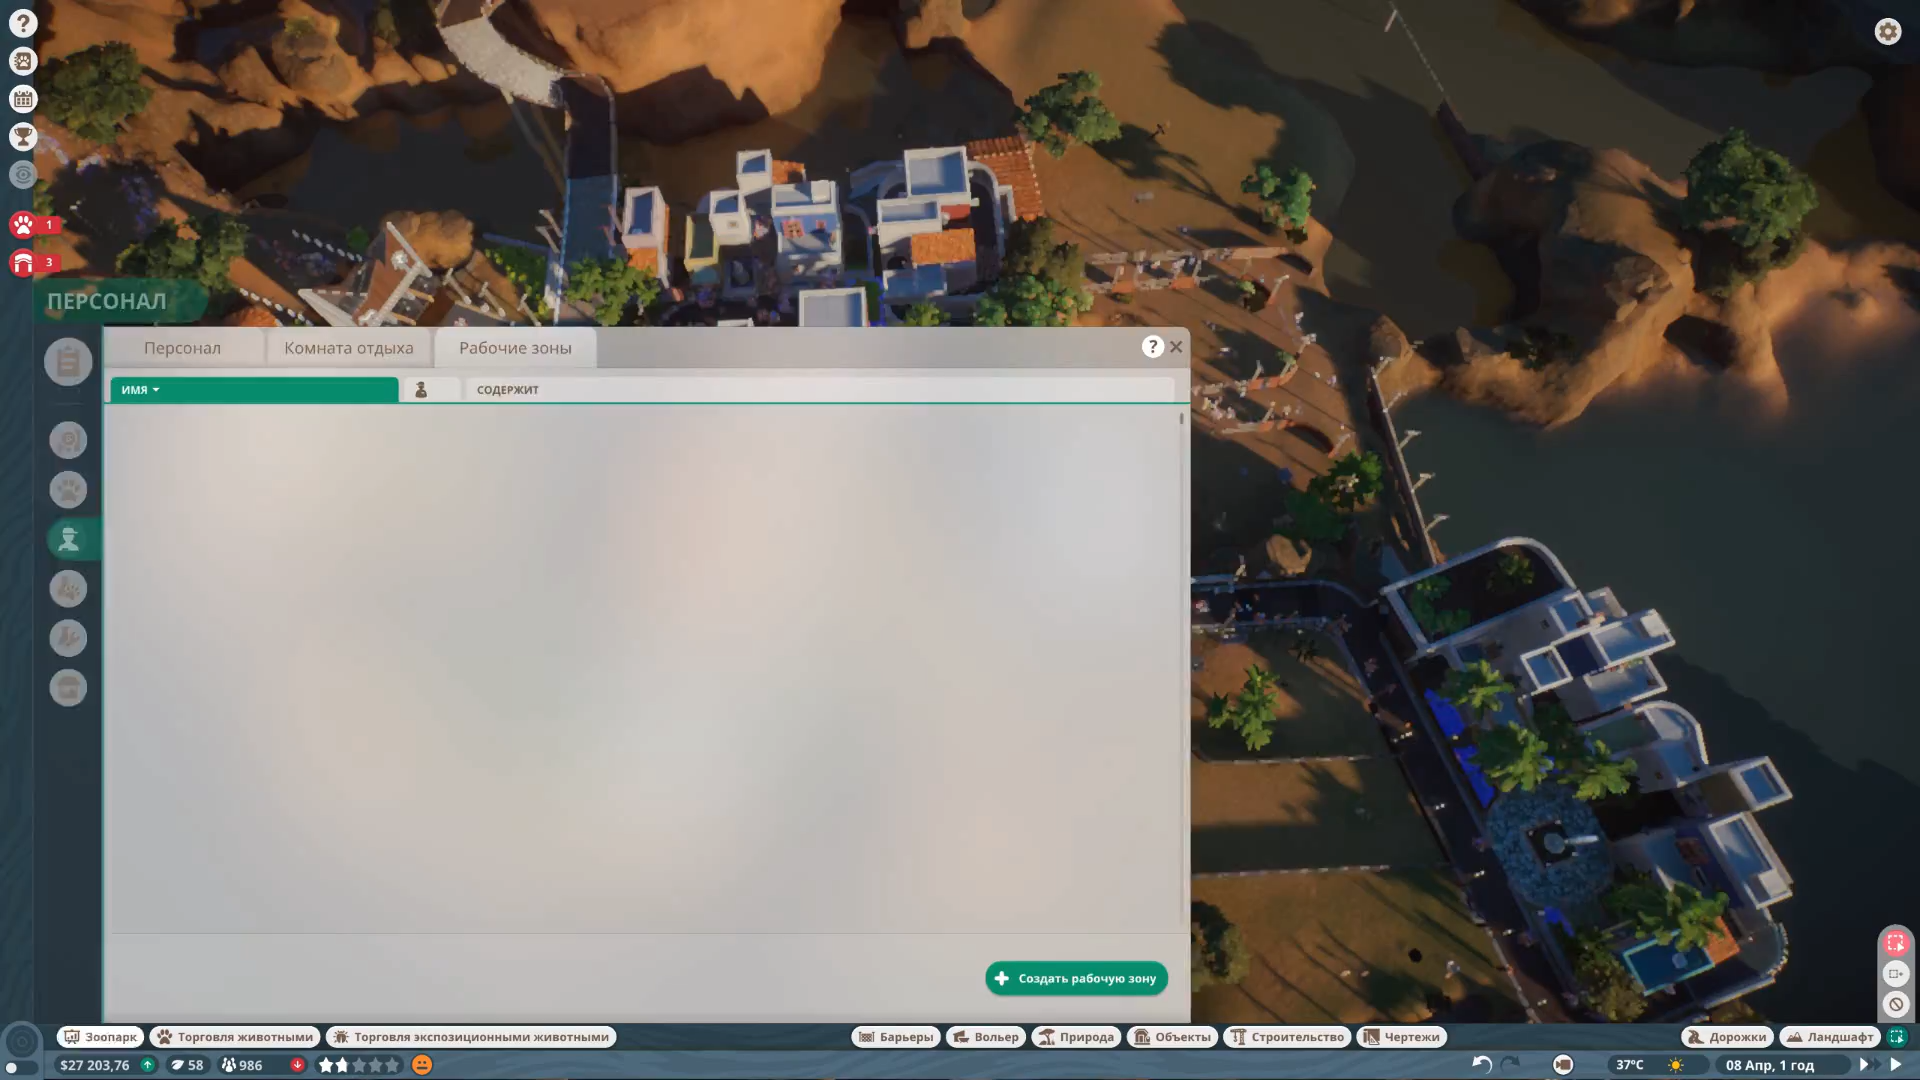 1
3
ПЕРСОНАЛ
Персонал
Комната отдыха
Рабочие зоны
?
ИМЯ
СОДЕРЖИТ
Создать рабочую зону
Зоопарк
Торговля животными
Торговля экспозиционными животными
Барьеры
Вольер
Природа
Объекты
Строительство
Чертежи
Дорожки
Ландшафт
$27 203,76
58
986
37°C
08 Апр, 1 год